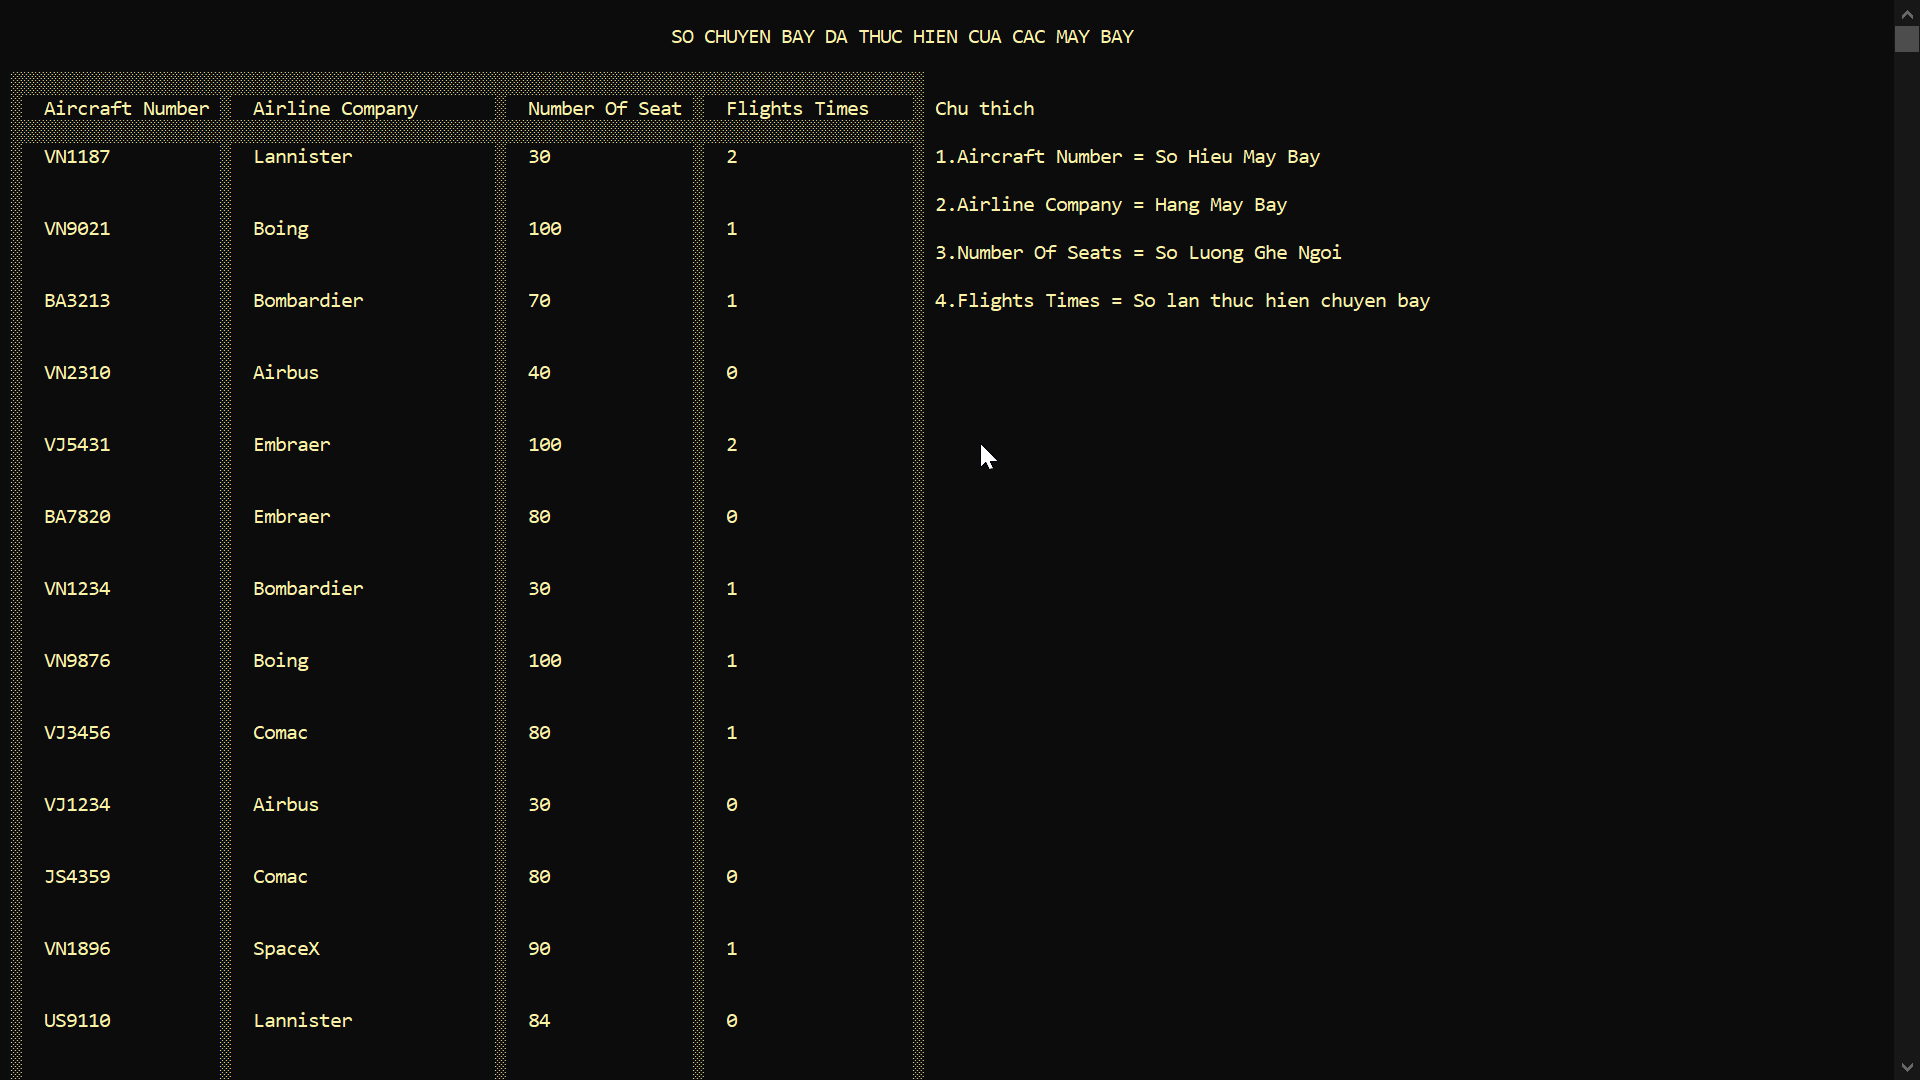 SO CHUYEN BAY DA THUC HIEN CUA CAC MAY BAY
Aircraft Number Airline Company Number Of Seat Flights Times
VN1187 Lannister 30 2
VN9021 Boing 100 1
BA3213 Bombardier 70 1
VN2310 Airbus 40 0
VJ5431 Embraer 100 2
BA7820 Embraer 80 0
VN1234 Bombardier 30 1
VN9876 Boing 100 1
VJ3456 Comac 80 1
VJ1234 Airbus 30 0
JS4359 Comac 80 0
VN1896 SpaceX 90 1
US9110 Lannister 84 0
Chu thich
1.Aircraft Number = So Hieu May Bay
2.Airline Company = Hang May Bay
3.Number Of Seats = So Luong Ghe Ngoi
4.Flights Times = So lan thuc hien chuyen bay